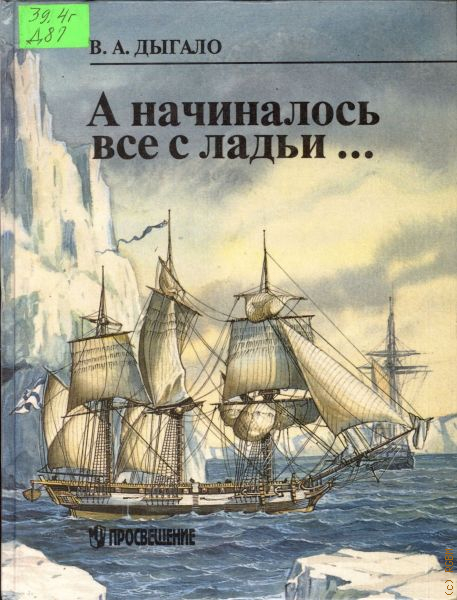 39.4г
Д87
В. А. ДЫГАЛО
А начиналось
все с ладьи ...
ПРОСВЕЩЕНИЕ